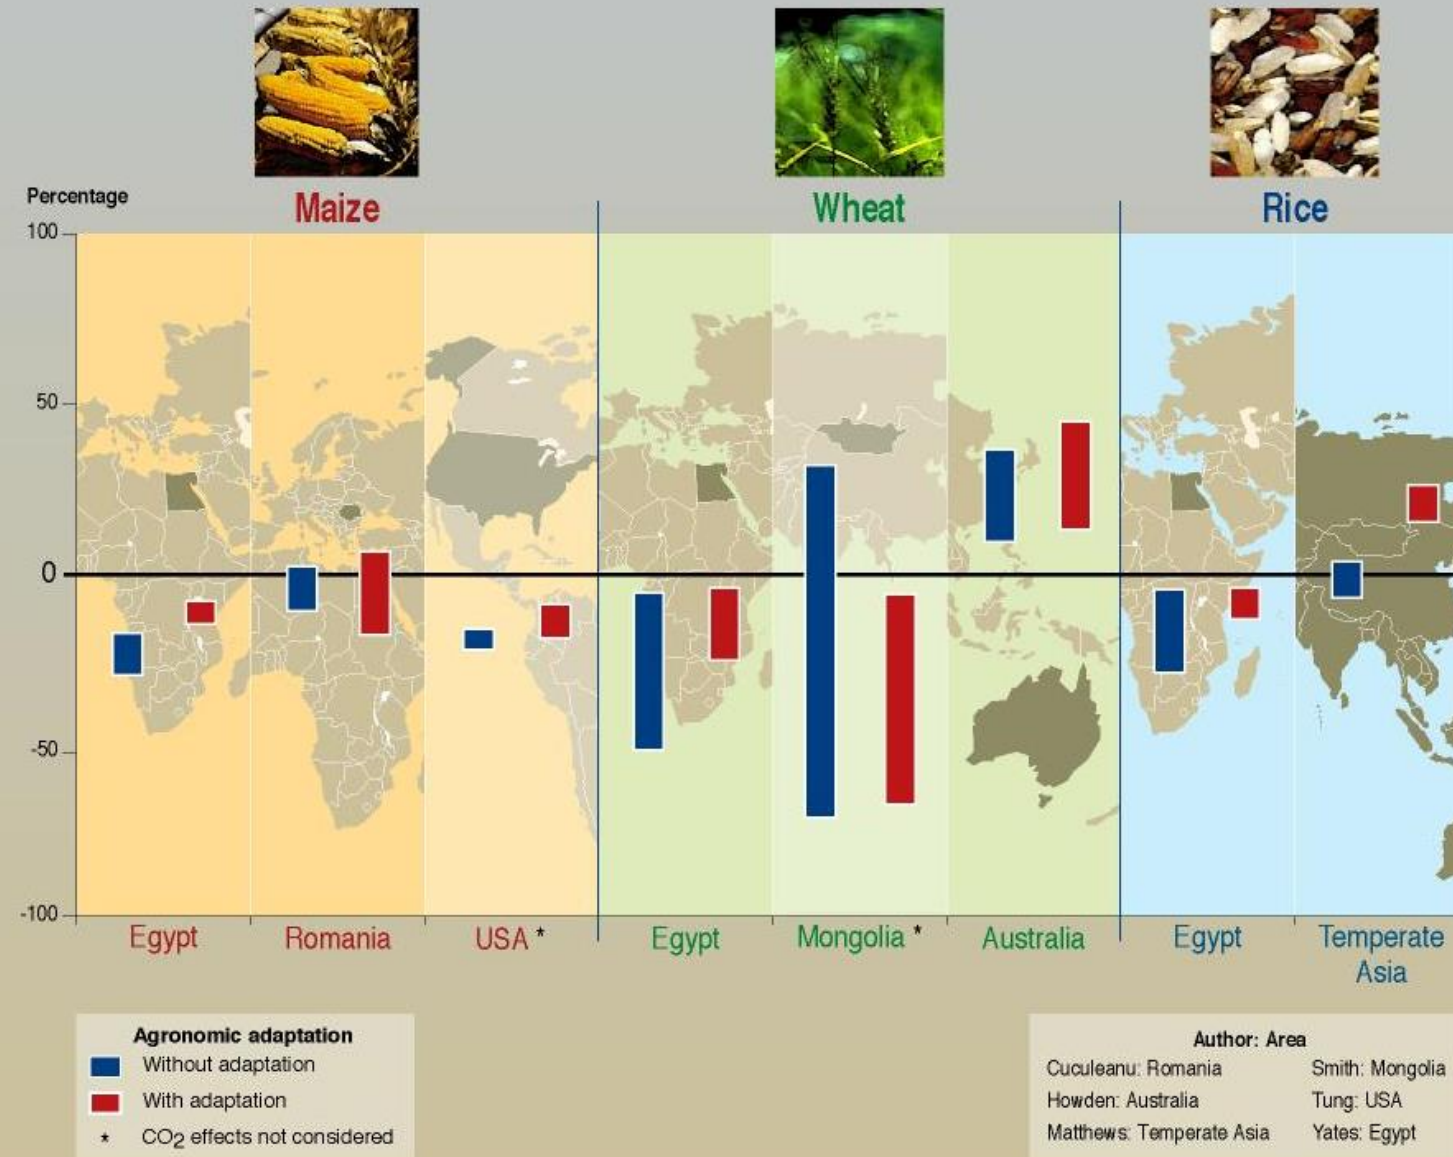 Percentage
Maize
Wheat
Rice
100
50
0
-50
-100
Egypt
Romania
USA *
Egypt
Mongolia *
Australia
Egypt
Temperate
Asia
Agronomic adaptation
Without adaptation
With adaptation
* CO2 effects not considered
Author: Area
Cuculeanu: Romania
Smith: Mongolia
Howden: Australia
Tung: USA
Matthews: Temperate Asia
Yates: Egypt